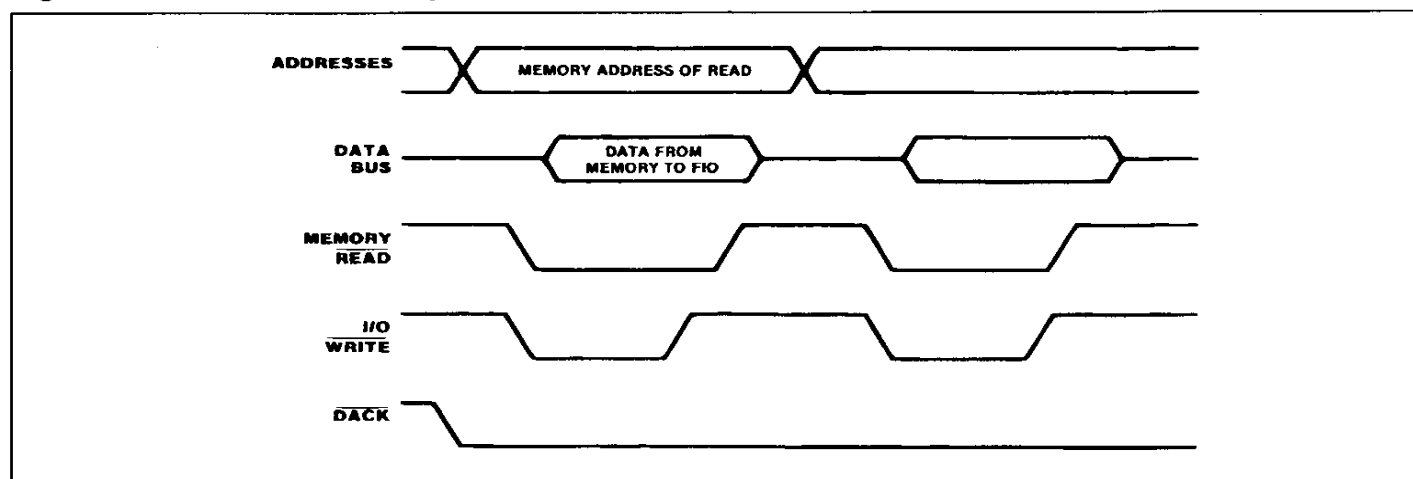 ADDRESSES
MEMORY ADDRESS OF READ
DATA
BUS
DATA FROM
MEMORY TO FIO
MEMORY
READ
I/O
WRITE
DACK